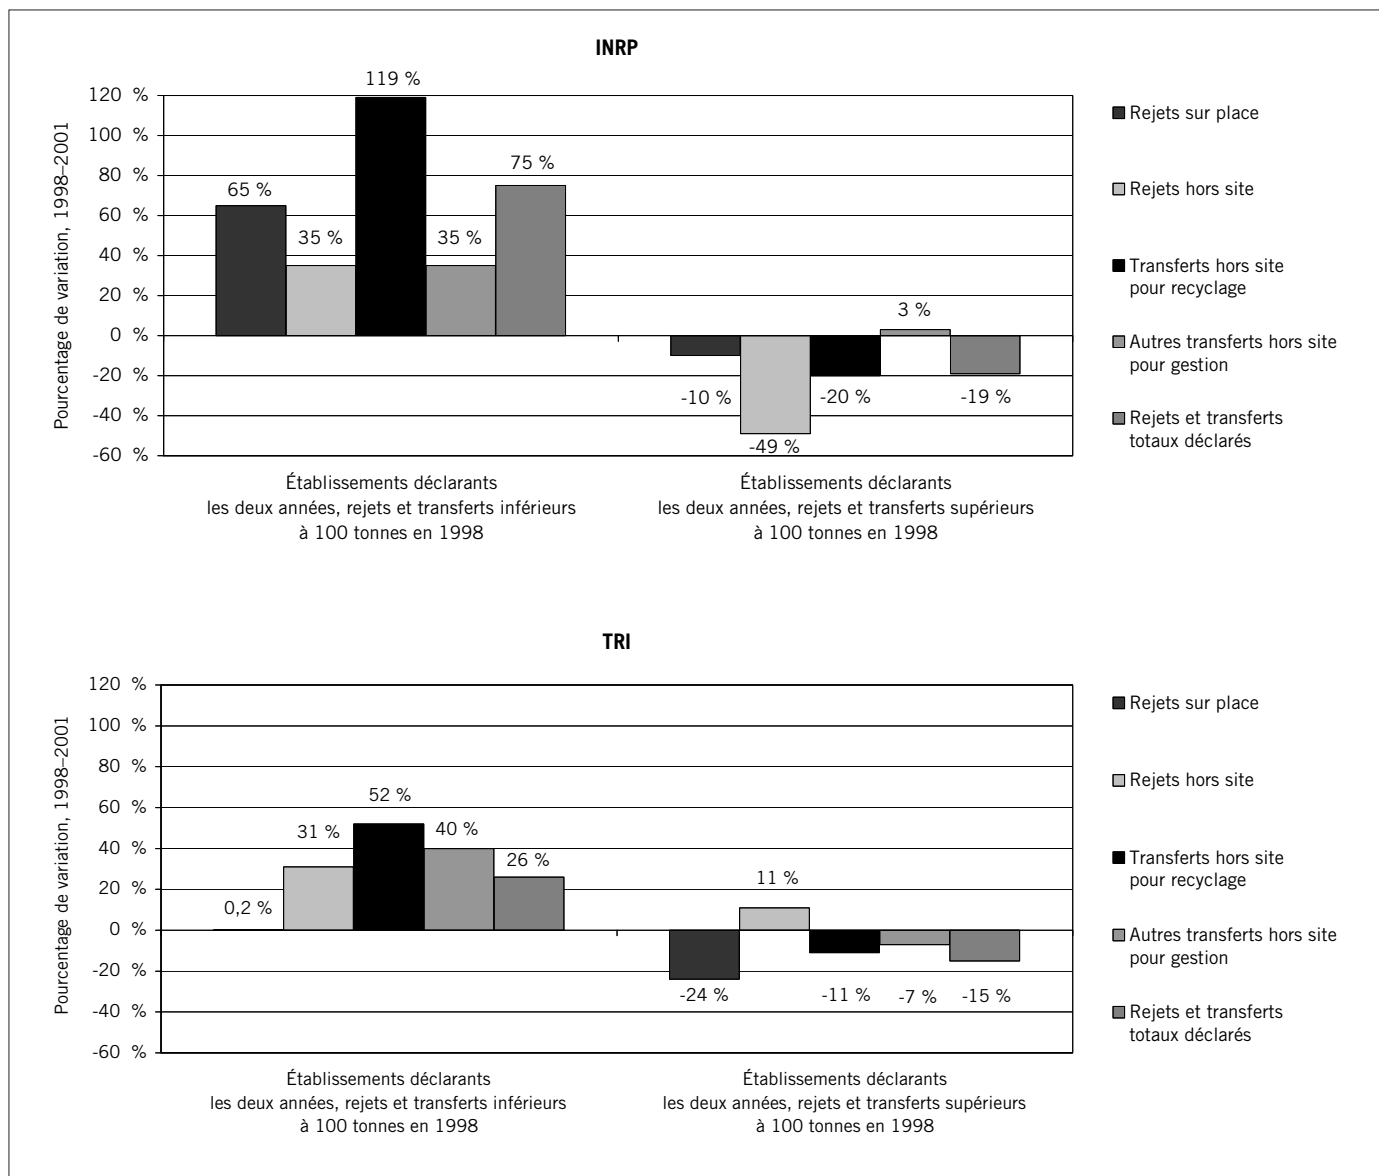 INRP
119 %
120 %
100 %
80 %
60 %
40 %
20 %
0 %
-20 %
-40 %
-60 %
Pourcentage de variation, 1998–2001
65 %
35 %
35 %
75 %
-10 %
-49 %
-20 %
3 %
-19 %
Établissements déclarants
les deux années, rejets et transferts inférieurs
à 100 tonnes en 1998
Établissements déclarants
les deux années, rejets et transferts supérieurs
à 100 tonnes en 1998
Rejets sur place
Rejets hors site
Transferts hors site
pour recyclage
Autres transferts hors site
pour gestion
Rejets et transferts
totaux déclarés
TRI
120 %
100 %
80 %
60 %
40 %
20 %
0 %
-20 %
-40 %
-60 %
Pourcentage de variation, 1998–2001
0,2 %
31 %
52 %
40 %
26 %
-24 %
11 %
-11 %
-7 %
-15 %
Établissements déclarants
les deux années, rejets et transferts inférieurs
à 100 tonnes en 1998
Établissements déclarants
les deux années, rejets et transferts supérieurs
à 100 tonnes en 1998
Rejets sur place
Rejets hors site
Transferts hors site
pour recyclage
Autres transferts hors site
pour gestion
Rejets et transferts
totaux déclarés